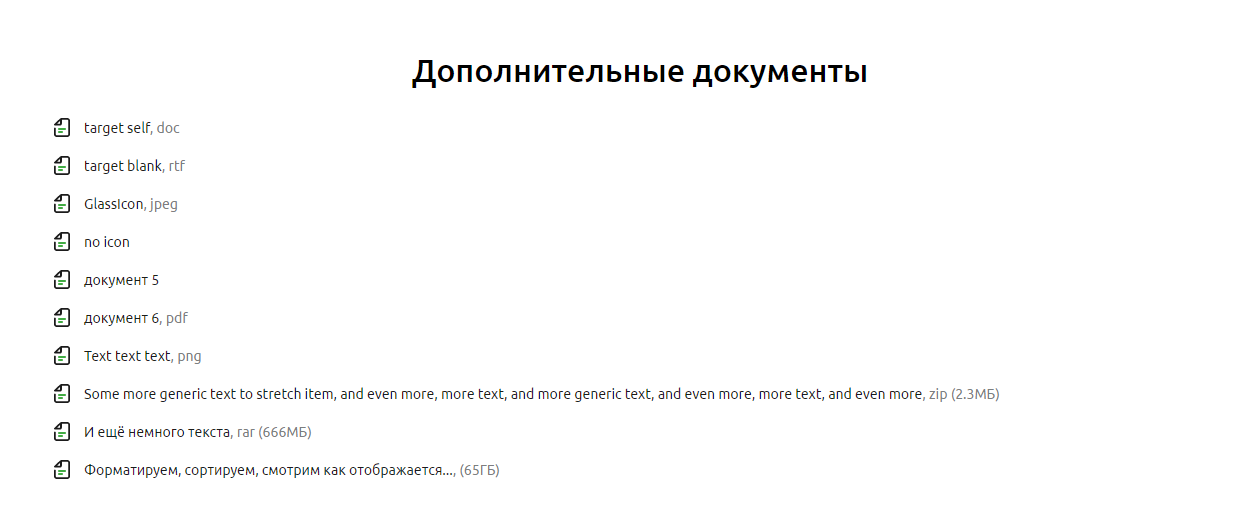 Дополнительные документы
target self, doc
target blank, rtf
GlassIcon, jpeg
no icon
документ 5
документ 6, pdf
Text text text, png
Some more generic text to stretch item, and even more, more text, and more generic text, and even more, more text, and even more, zip (2.3МБ)
И ещё немного текста, rar (666МБ)
Форматируем, сортируем, смотрим как отображается..., (65ГБ)